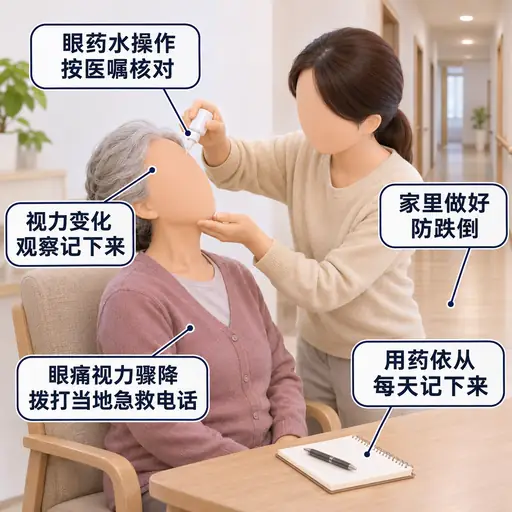 眼药水操作
按医嘱核对
视力变化
观察记下来
家里做好
防跌倒
眼痛视力骤降
拨打当地急救电话
用药依从
每天记下来